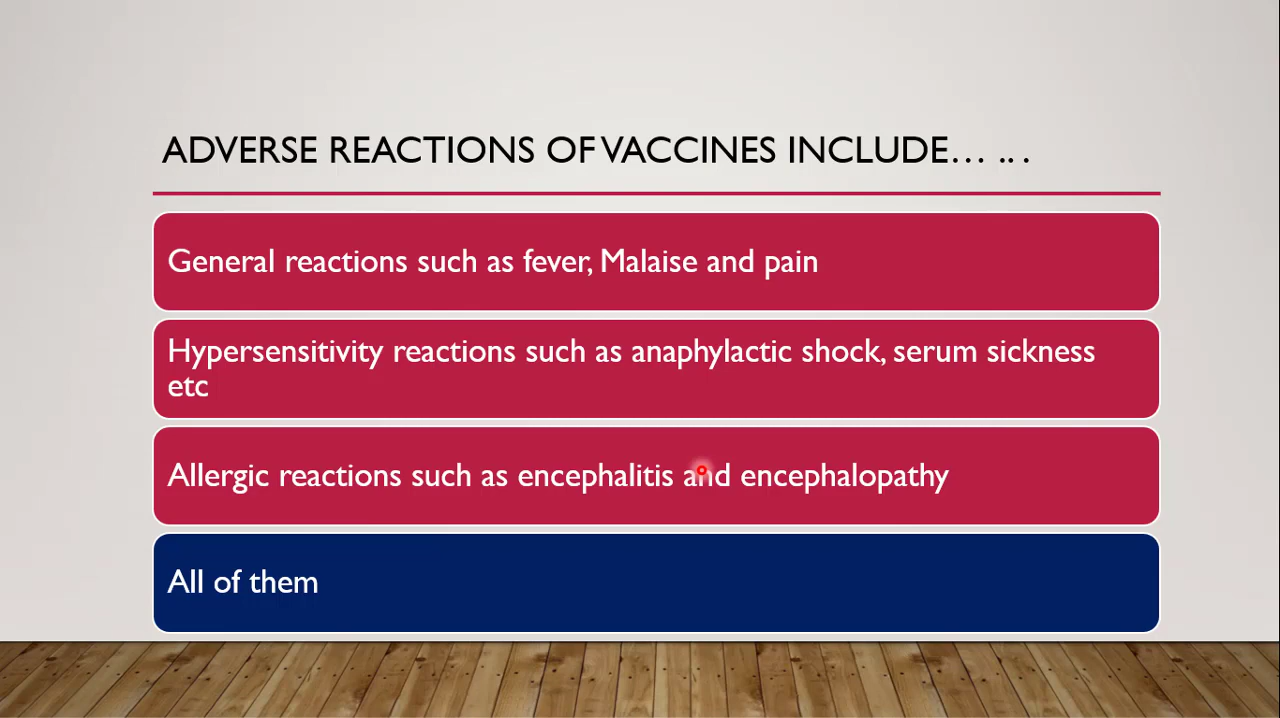 ADVERSE REACTIONS OF VACCINES INCLUDE… .. .
General reactions such as fever, Malaise and pain
Hypersensitivity reactions such as anaphylactic shock, serum sickness
etc
Allergic reactions such as encephalitis and encephalopathy
All of them